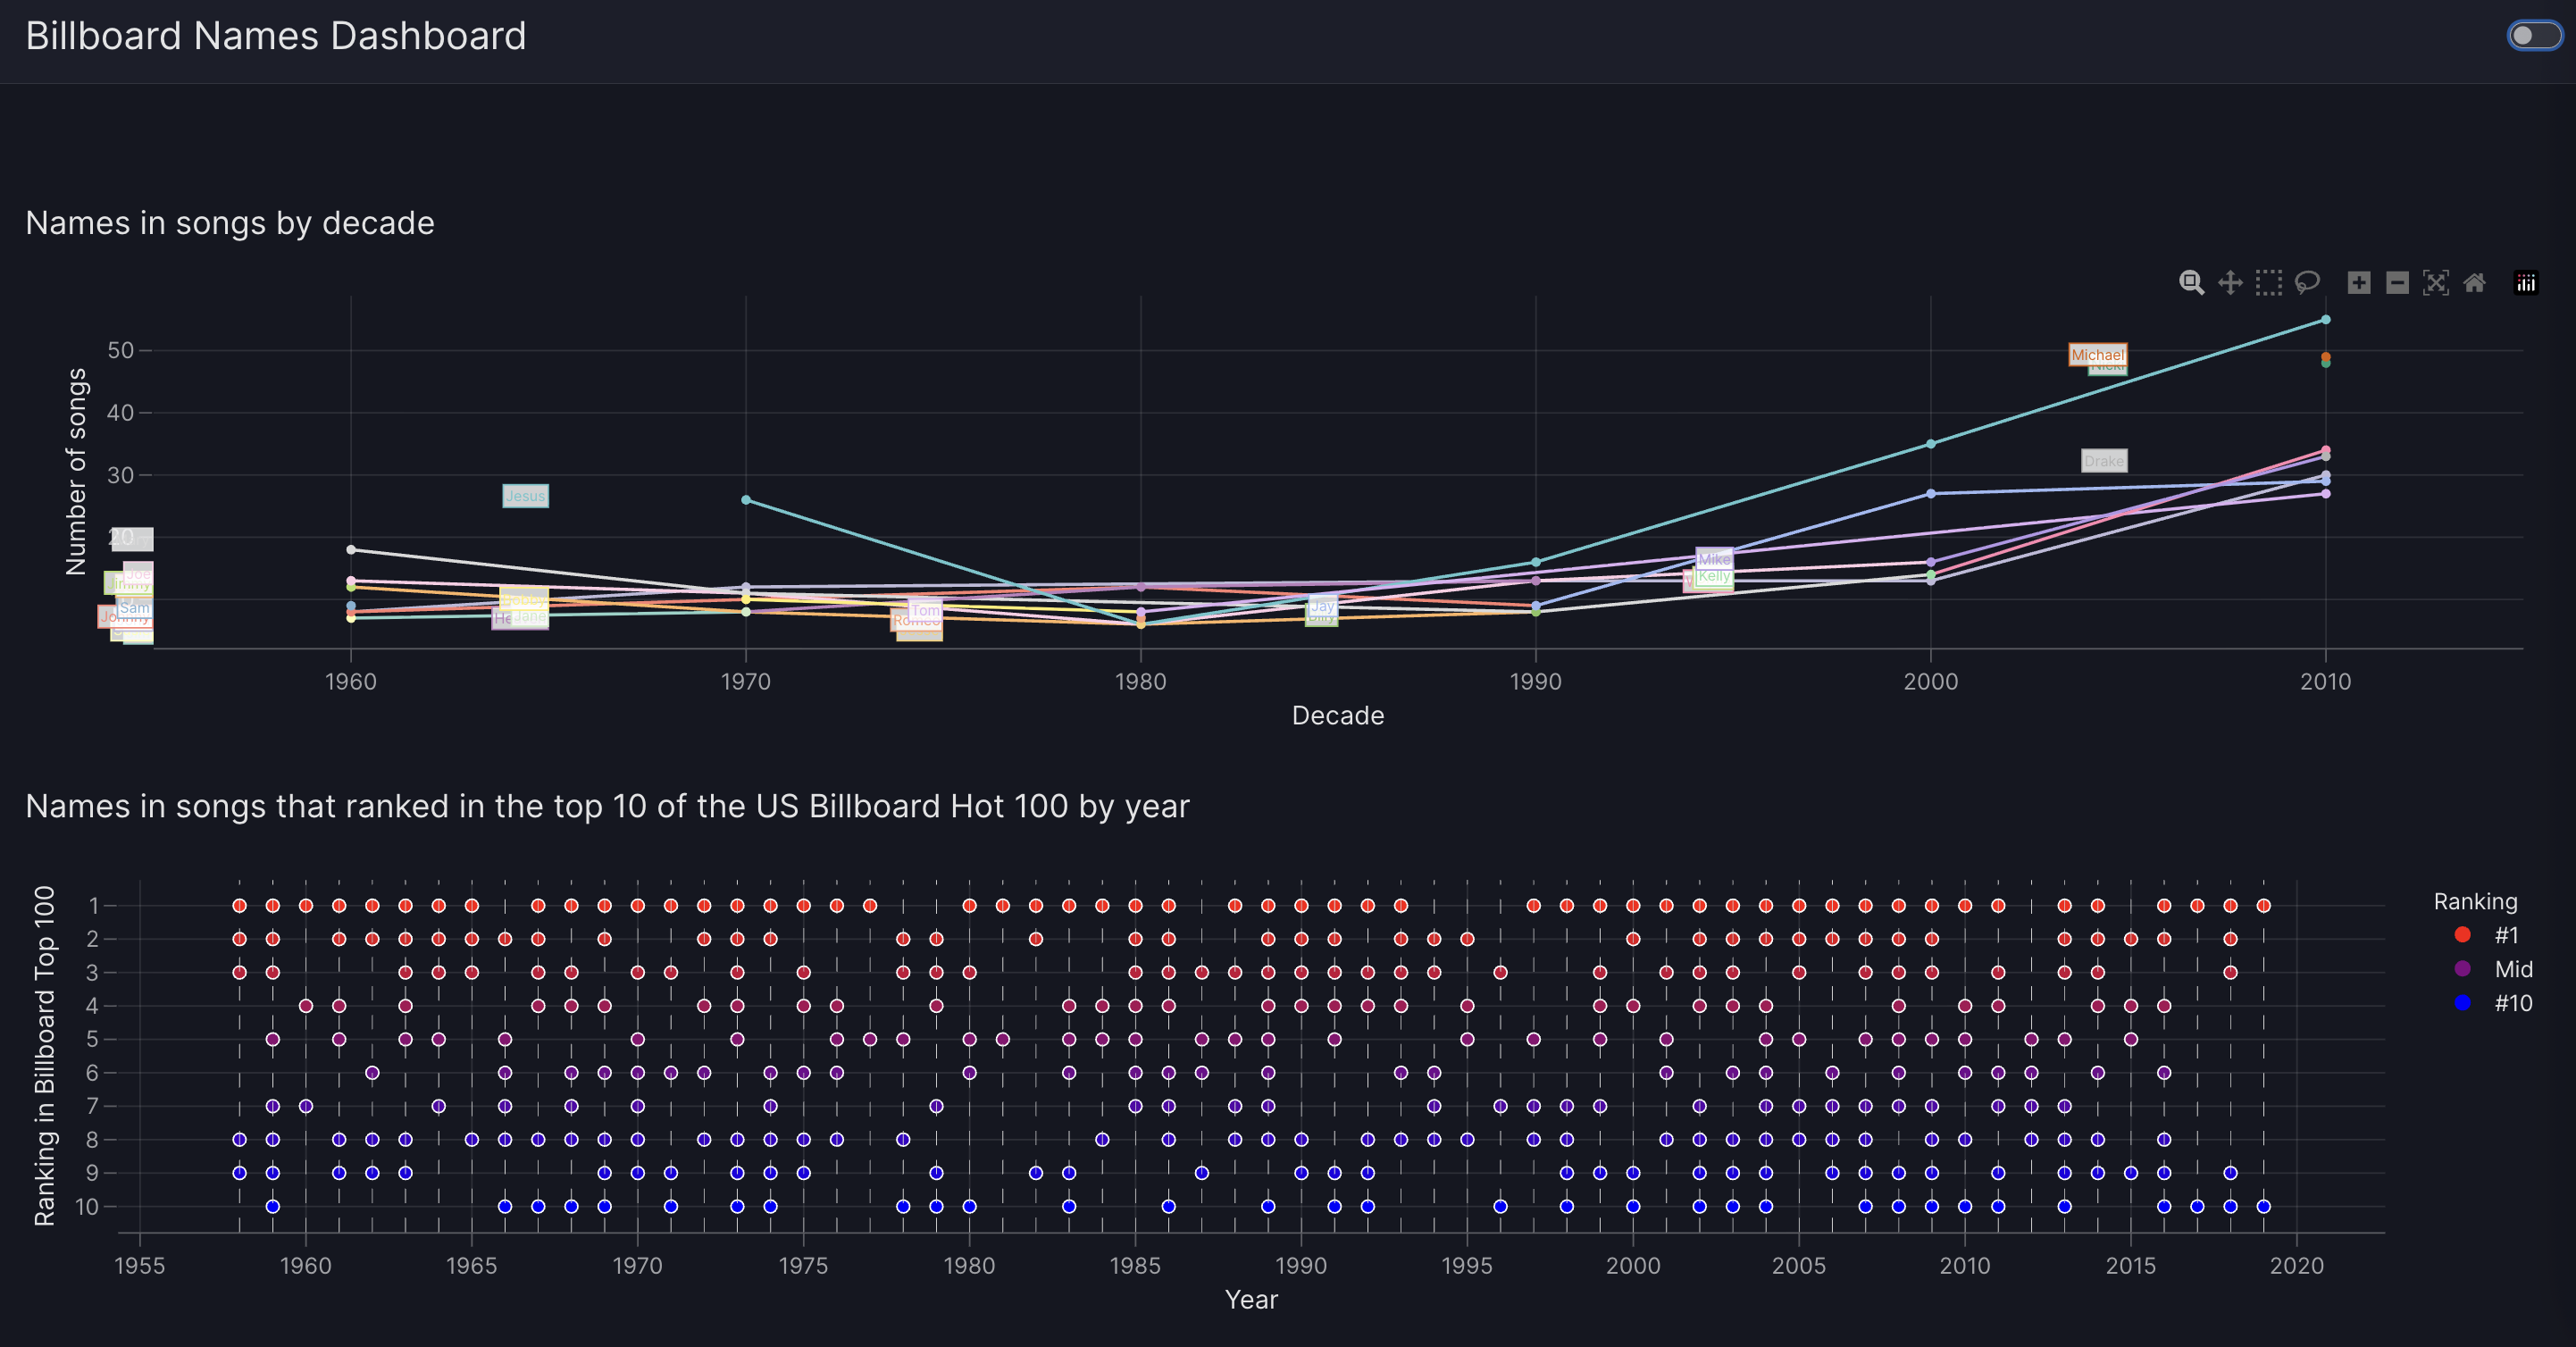 Billboard Names Dashboard
Names in songs by decade
Number of songs
50
40
30
20
Michael
Nicki
Drake
Jesus
Joe
Jimmy
Sam
Bobby
Jane
Tom
Romeo
Jay
Billy
Mike
Kelly
1960 1970 1980 1990 2000 2010
Decade
Names in songs that ranked in the top 10 of the US Billboard Hot 100 by year
Ranking in Billboard Top 100
1
2
3
4
5
6
7
8
9
10
1955 1960 1965 1970 1975 1980 1985 1990 1995 2000 2005 2010 2015 2020
Year
Ranking
#1
Mid
#10